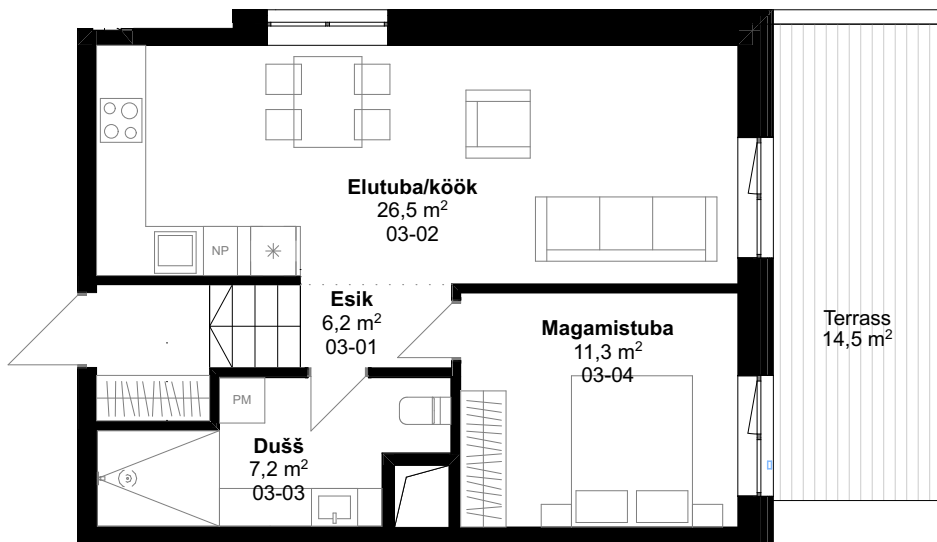 Elutuba/köök
26,5 m²
03-02
NP
Esik
6,2 m²
03-01
Magamistuba
11,3 m²
03-04
Terrass
14,5 m²
PM
Dušš
7,2 m²
03-03